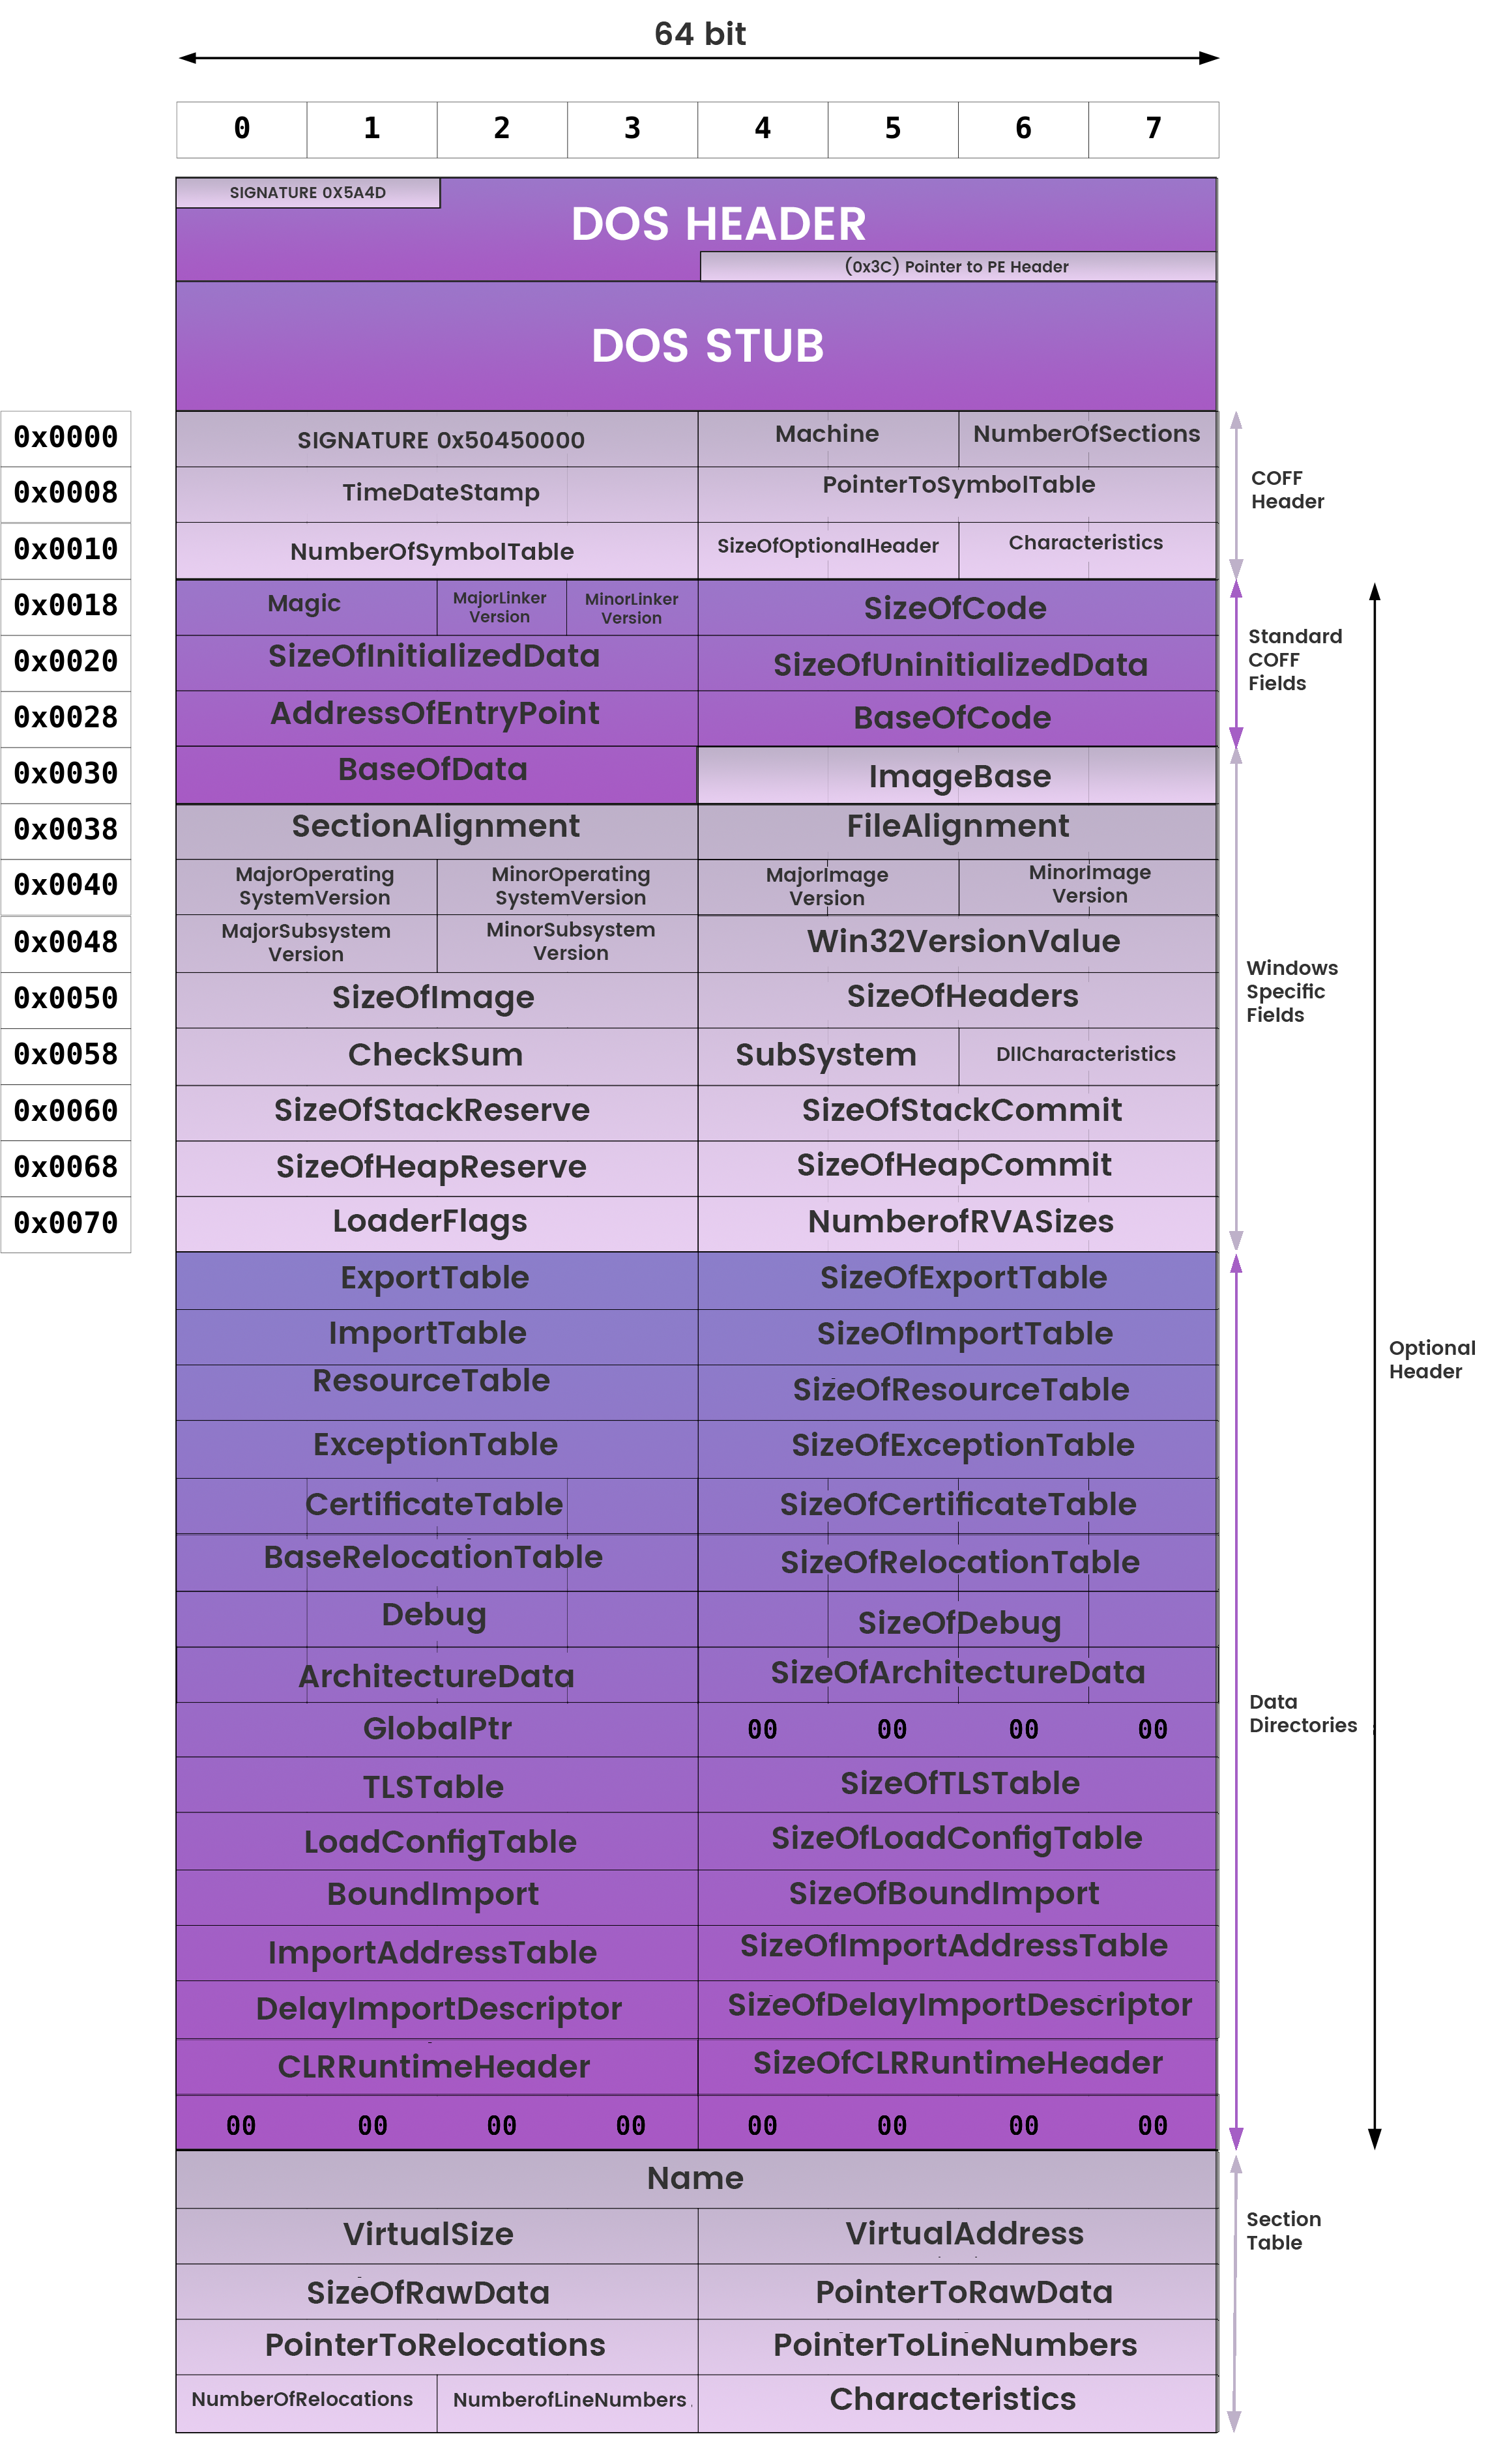 64 bit
0 1 2 3 4 5 6 7
SIGNATURE 0X5A4D
DOS HEADER
(0x3C) Pointer to PE Header
DOS STUB
0x0000 SIGNATURE 0x50450000 Machine NumberOfSections
0x0008 TimeDateStamp PointerToSymbolTable
COFF
Header
0x0010 NumberOfSymbolTable SizeOfOptionalHeader Characteristics
0x0018 Magic MajorLinker
Version MinorLinker
Version SizeOfCode
0x0020 SizeOfInitializedData SizeOfUninitializedData
Standard
COFF
Fields
0x0028 AddressOfEntryPoint BaseOfCode
0x0030 BaseOfData ImageBase
0x0038 SectionAlignment FileAlignment
0x0040 MajorOperating
SystemVersion MinorOperating
SystemVersion MajorImage
Version MinorImage
Version
0x0048 MajorSubsystem
Version MinorSubsystem
Version Win32VersionValue
Windows
Specific
Fields
0x0050 SizeOfImage SizeOfHeaders
0x0058 CheckSum SubSystem DllCharacteristics
0x0060 SizeOfStackReserve SizeOfStackCommit
0x0068 SizeOfHeapReserve SizeOfHeapCommit
0x0070 LoaderFlags NumberofRVASizes
ExportTable SizeOfExportTable
ImportTable SizeOfImportTable
Optional
Header
ResourceTable SizeOfResourceTable
ExceptionTable SizeOfExceptionTable
CertificateTable SizeOfCertificateTable
BaseRelocationTable SizeOfRelocationTable
Debug SizeOfDebug
ArchitectureData SizeOfArchitectureData
Data
Directories
GlobalPtr 00 00 00 00
TLSTable SizeOfTLSTable
LoadConfigTable SizeOfLoadConfigTable
BoundImport SizeOfBoundImport
ImportAddressTable SizeOfImportAddressTable
DelayImportDescriptor SizeOfDelayImportDescriptor
CLRRuntimeHeader SizeOfCLRRuntimeHeader
00 00 00 00 00 00 00 00
Name
VirtualSize VirtualAddress
Section
Table
SizeOfRawData PointerToRawData
PointerToRelocations PointerToLineNumbers
NumberOfRelocations NumberofLineNumbers Characteristics